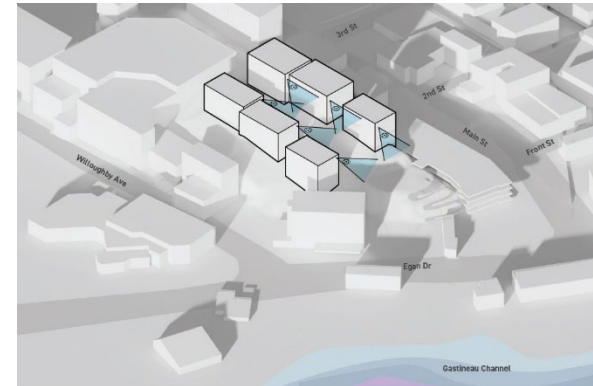 3rd St
2nd St
Main St
Front St
Willoughby Ave
Egan Dr
Gastineau Channel